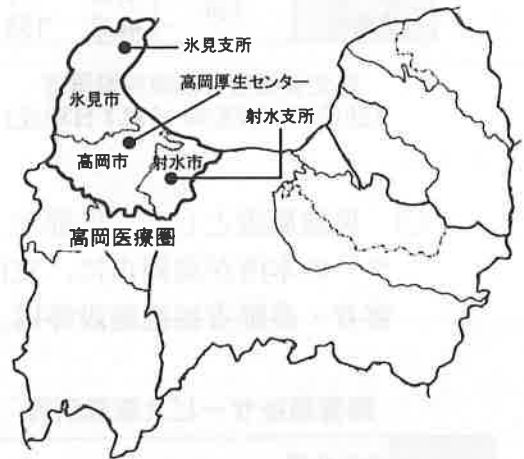 氷見支所
氷見市
高岡厚生センター
射水支所
高岡市
射水市
高岡医療圏